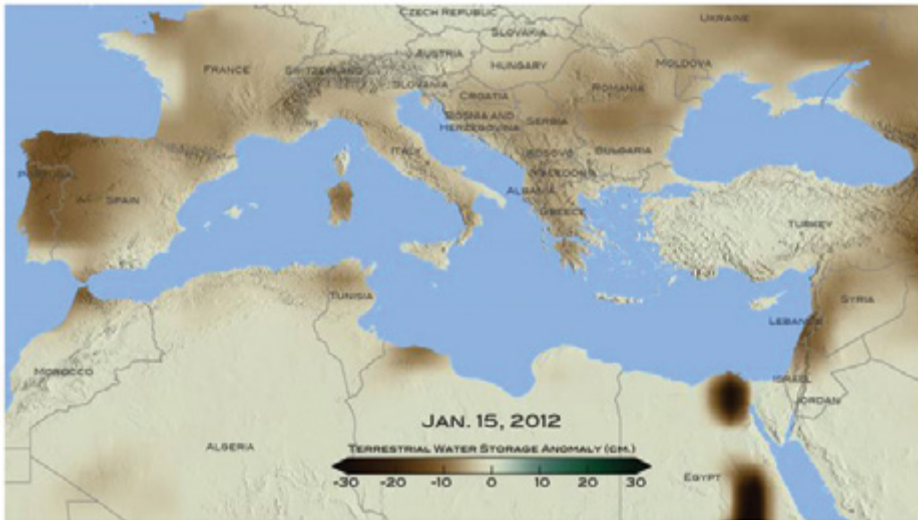 CZECH REPUBLIC
UKRAINE
SLOVAKIA
AUSTRIA
MOLDOVA
FRANCE
SWITZERLAND
HUNGARY
SLOVENIA
ROMANIA
CROATIA
BOSNIA AND
HERZEGOVINA
SERBIA
ITALY
KOSOVO
BULGARIA
MACEDONIA
PORTUGAL
ALBANIA
SPAIN
GREECE
TURKEY
TUNISIA
SYRIA
LEBANON
MOROCCO
ISRAEL
JORDAN
JAN. 15, 2012
ALGERIA
TERRESTRIAL WATER STORAGE ANOMALY (CM.)
EGYPT
-30 -20 -10 0 10 20 30